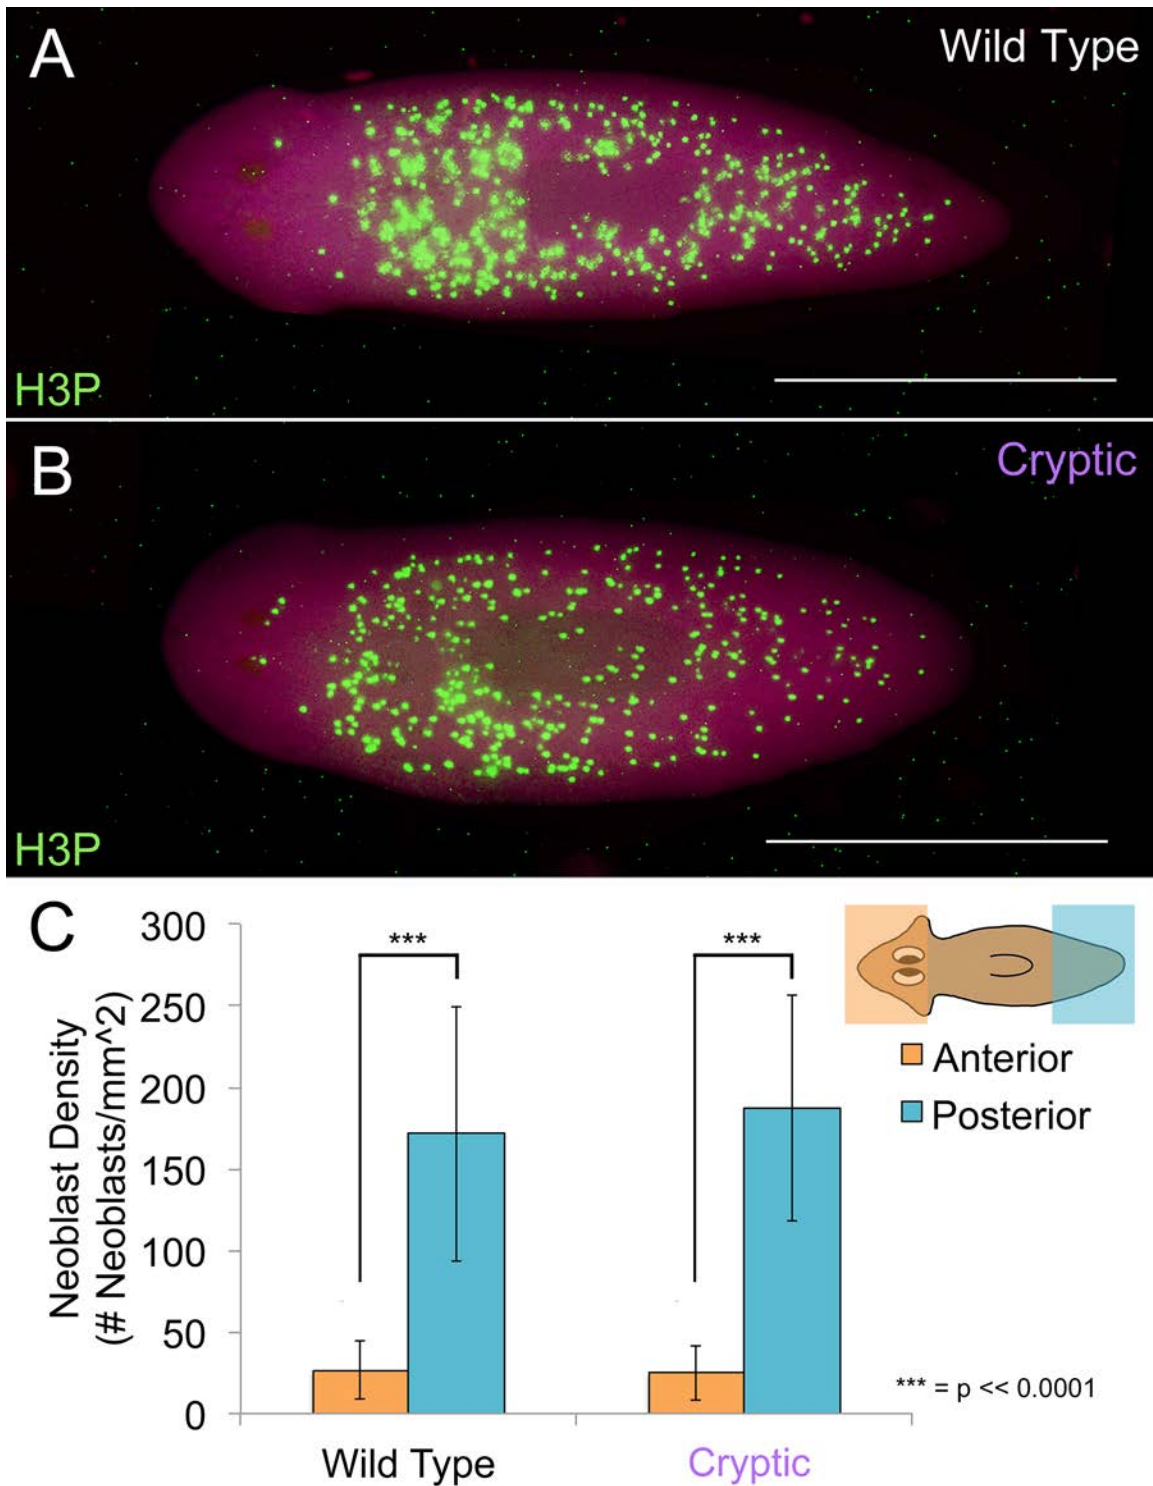 A
Wild Type
H3P
B
Cryptic
H3P
C
300
250
200
150
100
50
0
Neoblast Density
(# Neoblasts/mm^2)
***
***
Anterior
Posterior
*** = p << 0.0001
Wild Type
Cryptic